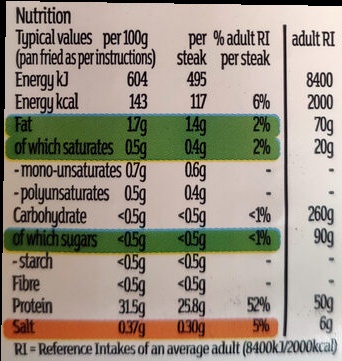 Nutrition
Typical values per 100g per % adult RI adult RI
(pan fried as per instructions) steak per steak
Energy kJ 604 495 8400
Energy kcal 143 117 6% 2000
Fat 1.7g 1.4g 2% 70g
of which saturates 0.5g 0.4g 2% 20g
- mono-unsaturates 0.7g 0.6g - -
- polyunsaturates 0.5g 0.4g - -
Carbohydrate <0.5g <0.5g <1% 260g
of which sugars <0.5g <0.5g <1% 90g
- starch <0.5g <0.5g - -
Fibre <0.5g <0.5g - -
Protein 31.5g 25.8g 52% 50g
Salt 0.37g 0.30g 5% 6g
RI = Reference Intakes of an average adult (8400kJ/2000kcal)